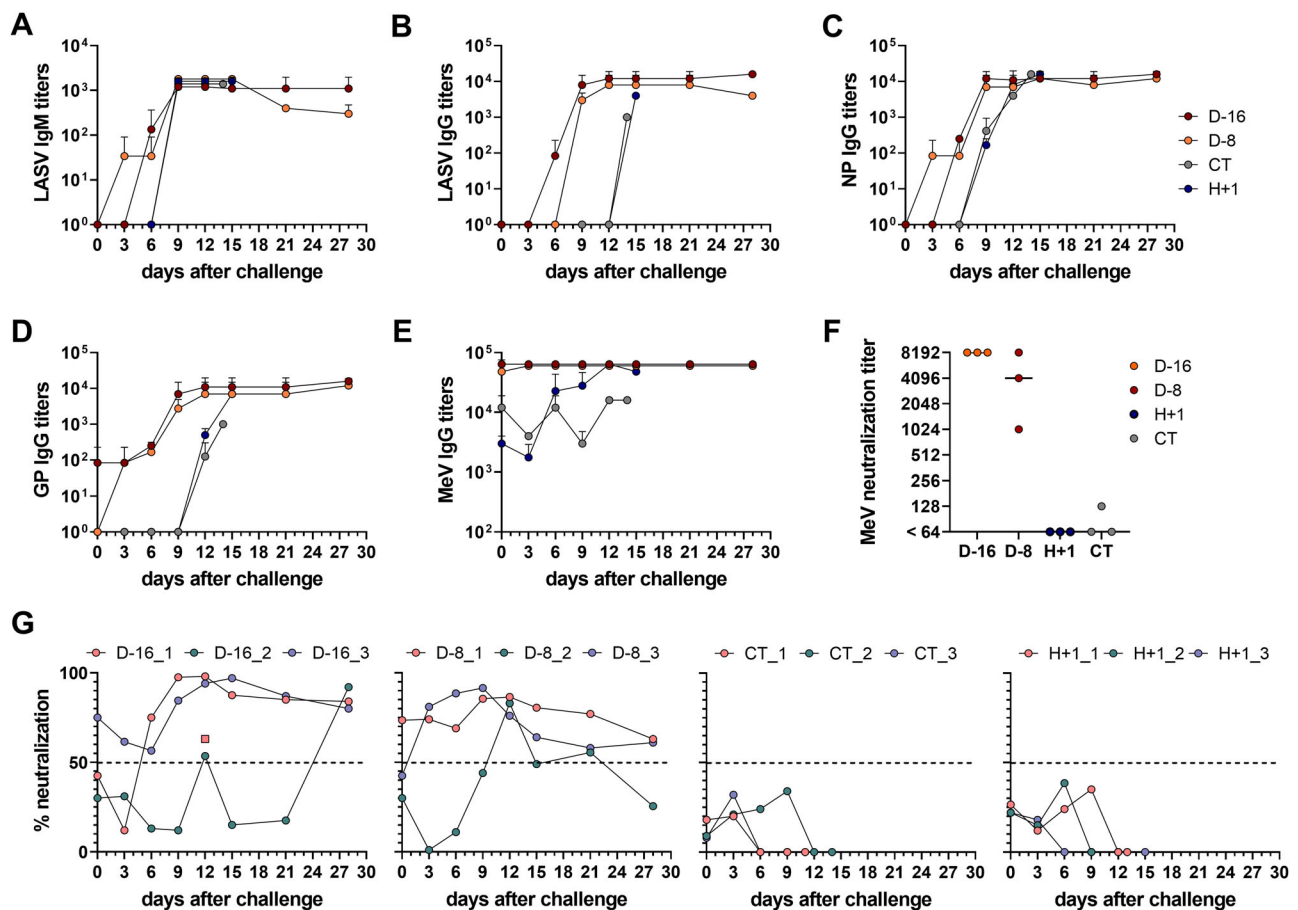 A
LASV IgM titers
10⁴
10³
10²
10¹
10⁰
0 3 6 9 12 15 18 21 24 27 30
days after challenge
B
LASV IgG titers
10⁵
10⁴
10³
10²
10¹
10⁰
0 3 6 9 12 15 18 21 24 27 30
days after challenge
C
NP IgG titers
10⁵
10⁴
10³
10²
10¹
10⁰
0 3 6 9 12 15 18 21 24 27 30
days after challenge
D-16
D-8
CT
H+1
D
GP IgG titers
10⁵
10⁴
10³
10²
10¹
10⁰
0 3 6 9 12 15 18 21 24 27 30
days after challenge
E
MeV IgG titers
10⁵
10⁴
10³
10²
0 3 6 9 12 15 18 21 24 27 30
days after challenge
F
MeV neutralization titer
8192
4096
2048
1024
512
256
128
< 64
D-16 D-8 H+1 CT
D-16
D-8
H+1
CT
G
D-16_1 D-16_2 D-16_3
% neutralization
100
50
0
0 3 6 9 12 15 18 21 24 27 30
days after challenge
D-8_1 D-8_2 D-8_3
0 3 6 9 12 15 18 21 24 27 30
days after challenge
CT_1 CT_2 CT_3
0 3 6 9 12 15 18 21 24 27 30
days after challenge
H+1_1 H+1_2 H+1_3
0 3 6 9 12 15 18 21 24 27 30
days after challenge